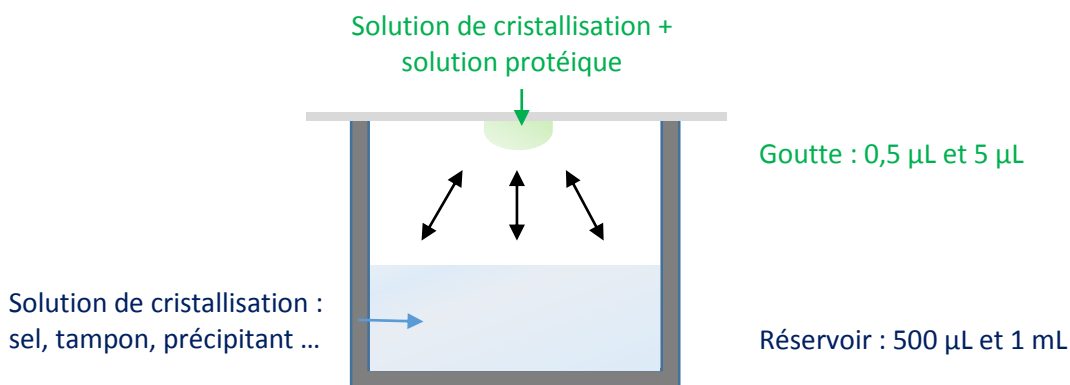 Solution de cristallisation +
solution protéique
Goutte : 0,5 µL et 5 µL
Solution de cristallisation :
sel, tampon, précipitant ...
Réservoir : 500 µL et 1 mL